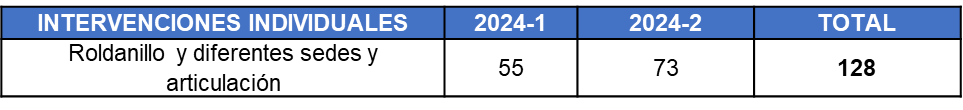 INTERVENCIONES INDIVIDUALES 2024-1 2024-2 TOTAL
Roldanillo y diferentes sedes y
articulación 55 73 128